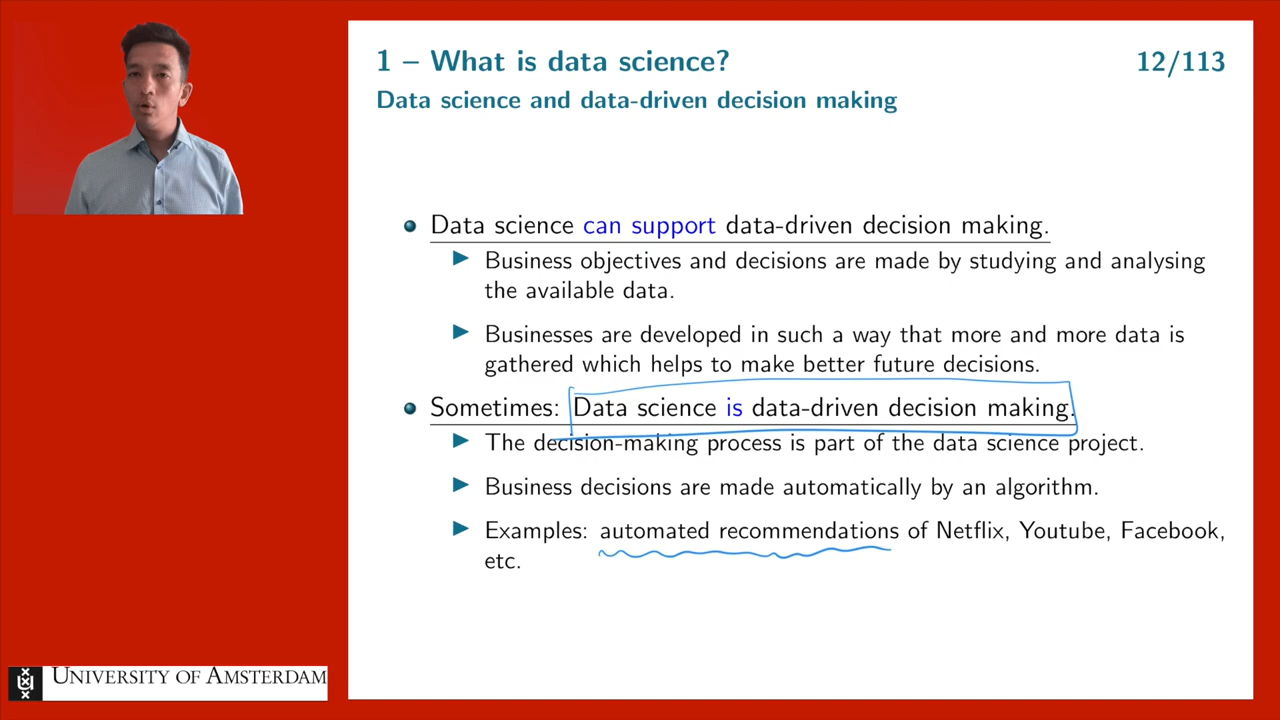 1 – What is data science?
12/113
Data science and data-driven decision making
Data science can support data-driven decision making.
Business objectives and decisions are made by studying and analysing
the available data.
Businesses are developed in such a way that more and more data is
gathered which helps to make better future decisions.
Sometimes: Data science is data-driven decision making.
The decision-making process is part of the data science project.
Business decisions are made automatically by an algorithm.
Examples: automated recommendations of Netflix, Youtube, Facebook,
etc.
UNIVERSITY OF AMSTERDAM